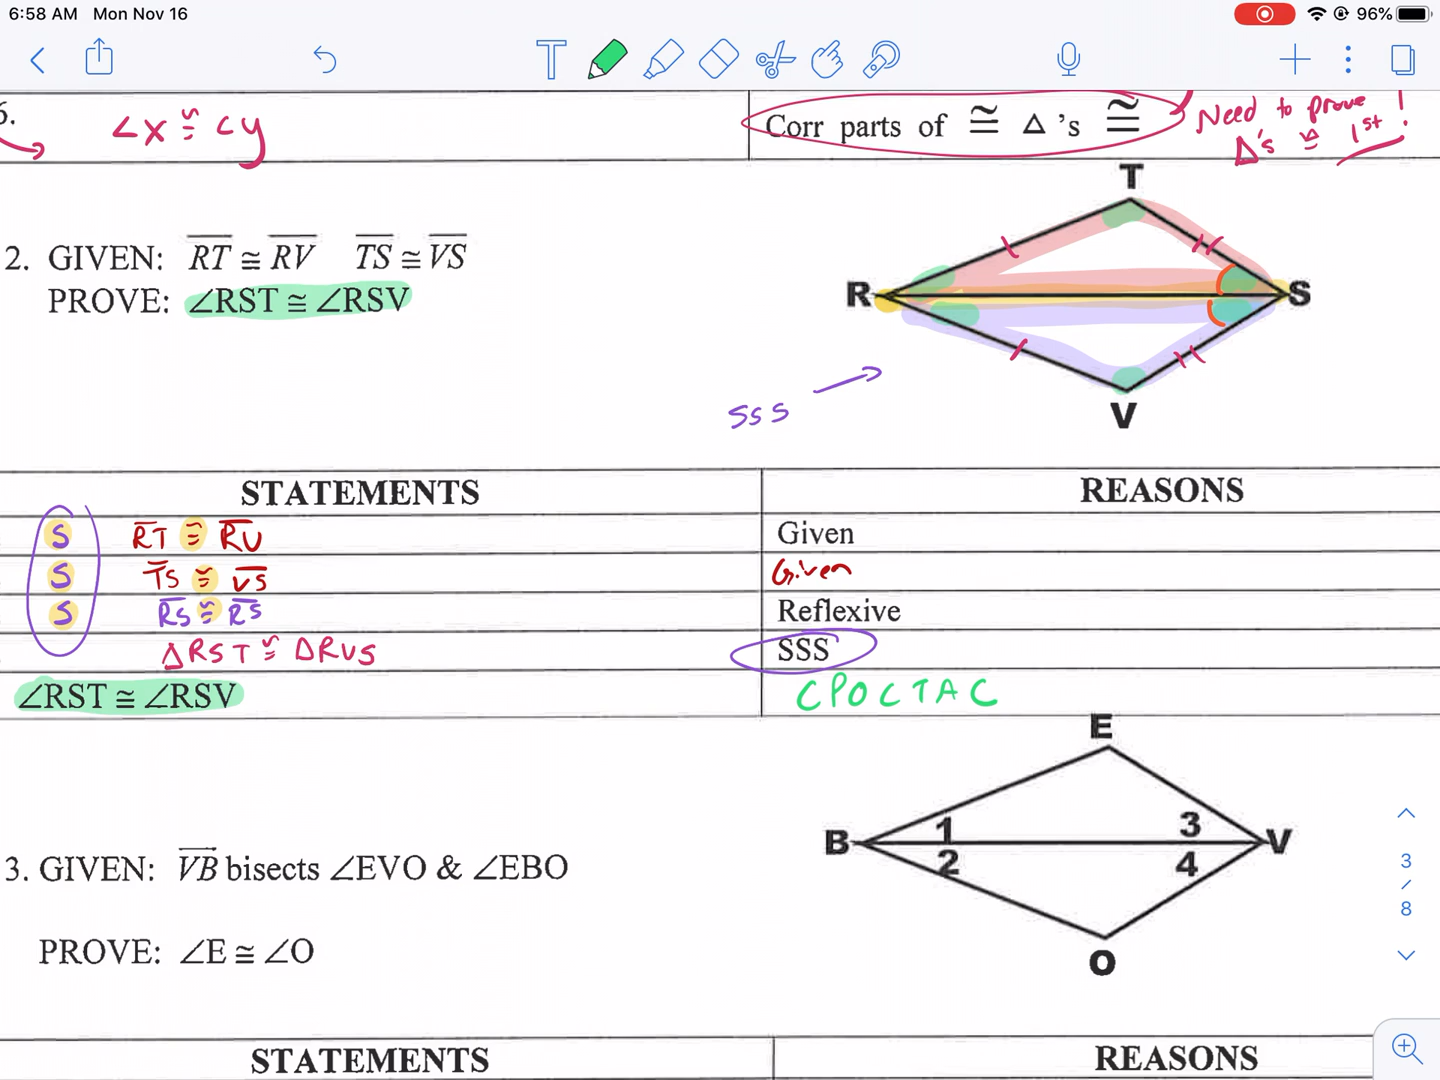 6:58 AM Mon Nov 16 96%
6. ∠X ≅ ∠y
Corr parts of ≅ Δ 's ≅
Need to prove
Δ's ≅ 1st!
T
2. GIVEN: RT ≅ RV TS ≅ VS
PROVE: ∠RST ≅ ∠RSV
R S
SSS
V
STATEMENTS REASONS
S RT ≅ RV Given
S TS ≅ VS Given
S RS ≅ RS Reflexive
ΔRST ≅ ΔRVS SSS
∠RST ≅ ∠RSV CPOCTAC
E
B 1 3 V
2 4
3. GIVEN: VB bisects ∠EVO & ∠EBO
PROVE: ∠E ≅ ∠O
O
3
/
8
STATEMENTS REASONS